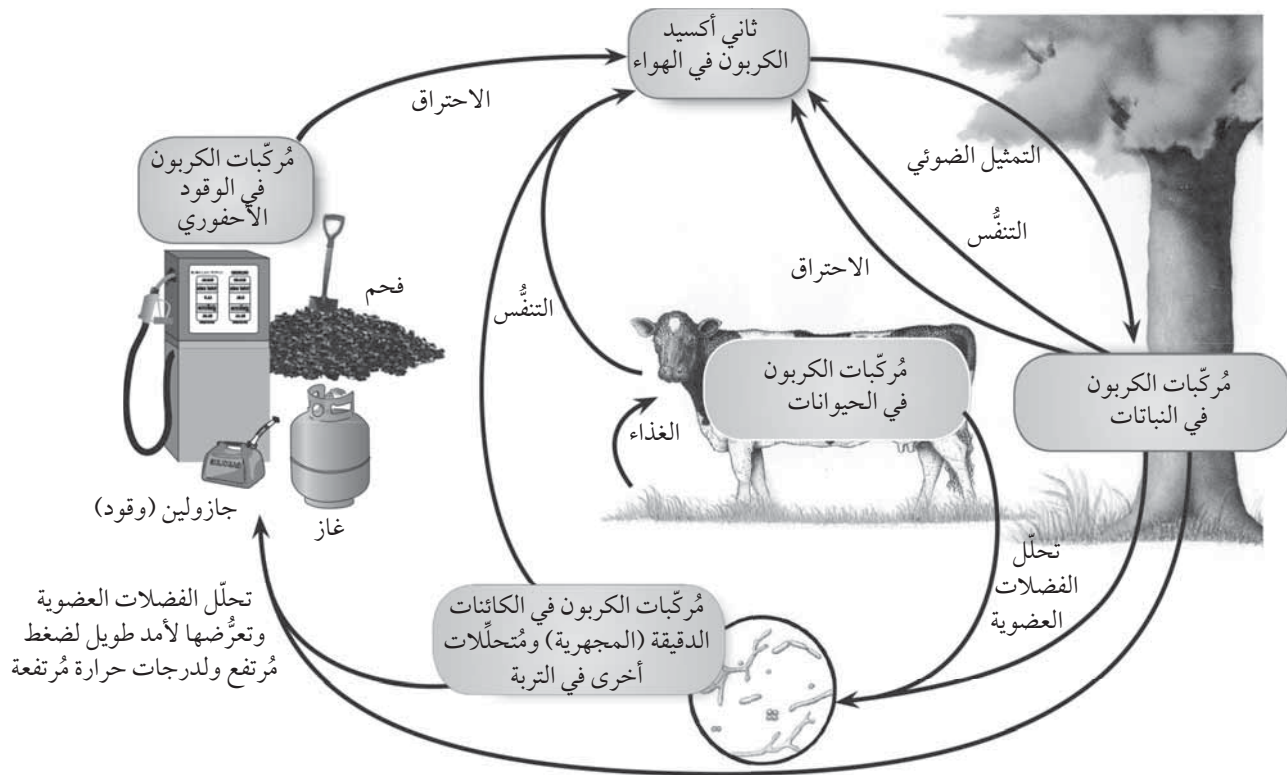 ثاني أكسيد
الكربون في الهواء
الاحتراق
مُركّبات الكربون
في الوقود
الأحفوري
التمثيل الضوئي
التنفُّس
الاحتراق
فحم
التنفُّس
مُركّبات الكربون
في الحيوانات
مُركّبات الكربون
في النباتات
الغذاء
جازولين (وقود)
غاز
تحلّل
الفضلات
العضوية
مُركّبات الكربون في الكائنات
الدقيقة (المجهرية) ومُتحلِّلات
أخرى في التربة
تحلّل الفضلات العضوية
وتعرُّضها لأمد طويل لضغط
مُرتفع ولدرجات حرارة مُرتفعة